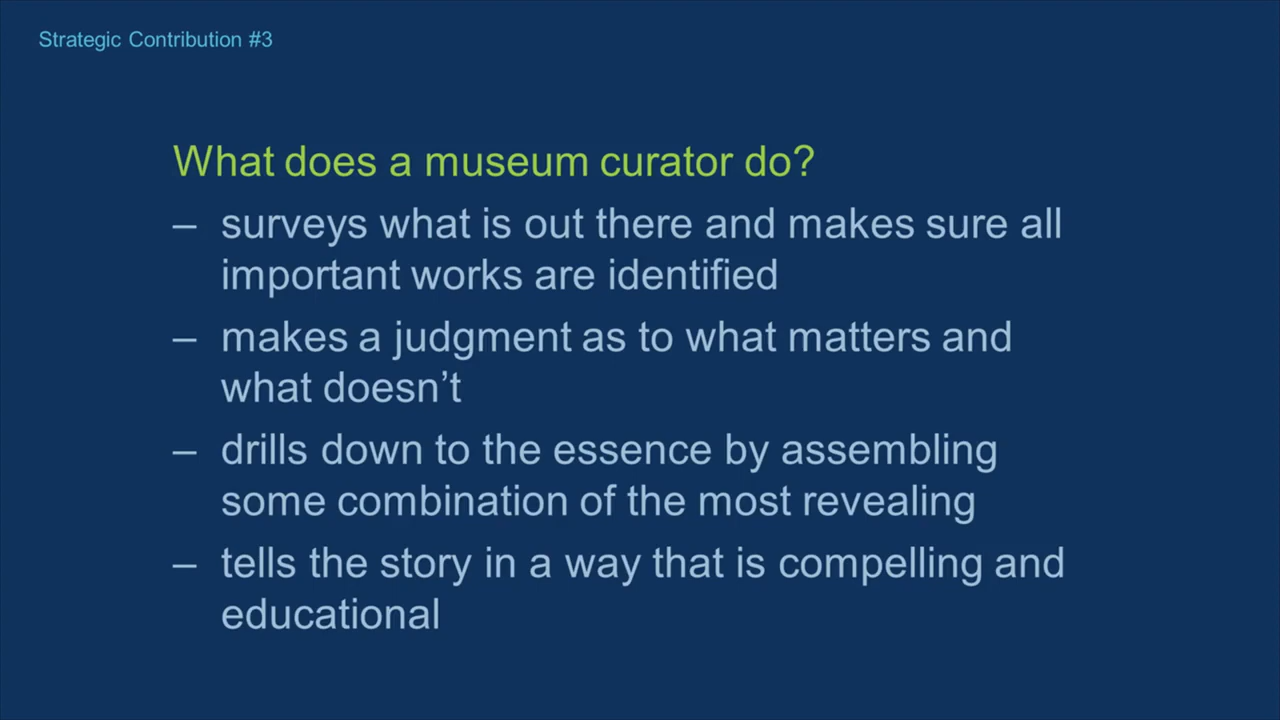 Strategic Contribution #3
What does a museum curator do?
– surveys what is out there and makes sure all
important works are identified
– makes a judgment as to what matters and
what doesn’t
– drills down to the essence by assembling
some combination of the most revealing
– tells the story in a way that is compelling and
educational